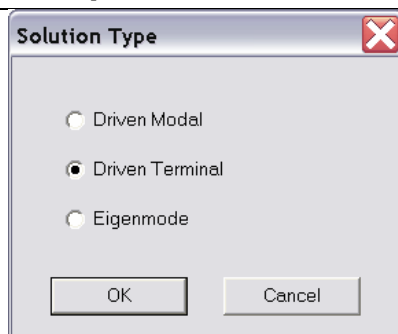 Solution Type
Driven Modal
Driven Terminal
Eigenmode
OK
Cancel